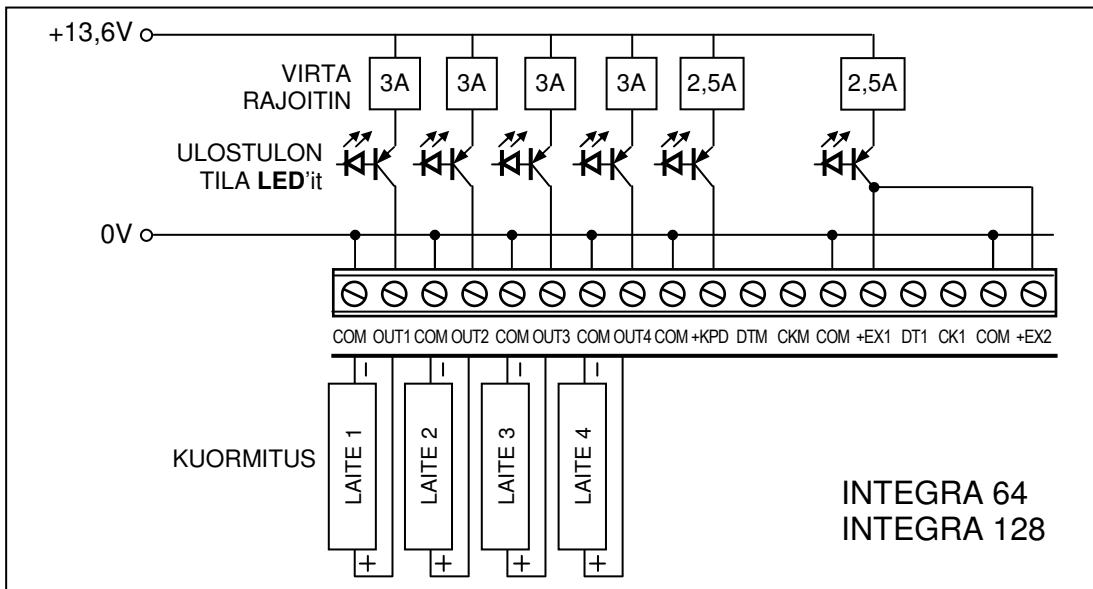 +13,6V
VIRTA
RAJOITIN
3A 3A 3A 3A 2,5A 2,5A
ULOSTULON
TILA LED'it
0V
COM OUT1 COM OUT2 COM OUT3 COM OUT4 COM +KPD DTM CKM COM +EX1 DT1 CK1 COM +EX2
− − − −
KUORMITUS
LAITE 1
LAITE 2
LAITE 3
LAITE 4
+ + + +
INTEGRA 64
INTEGRA 128